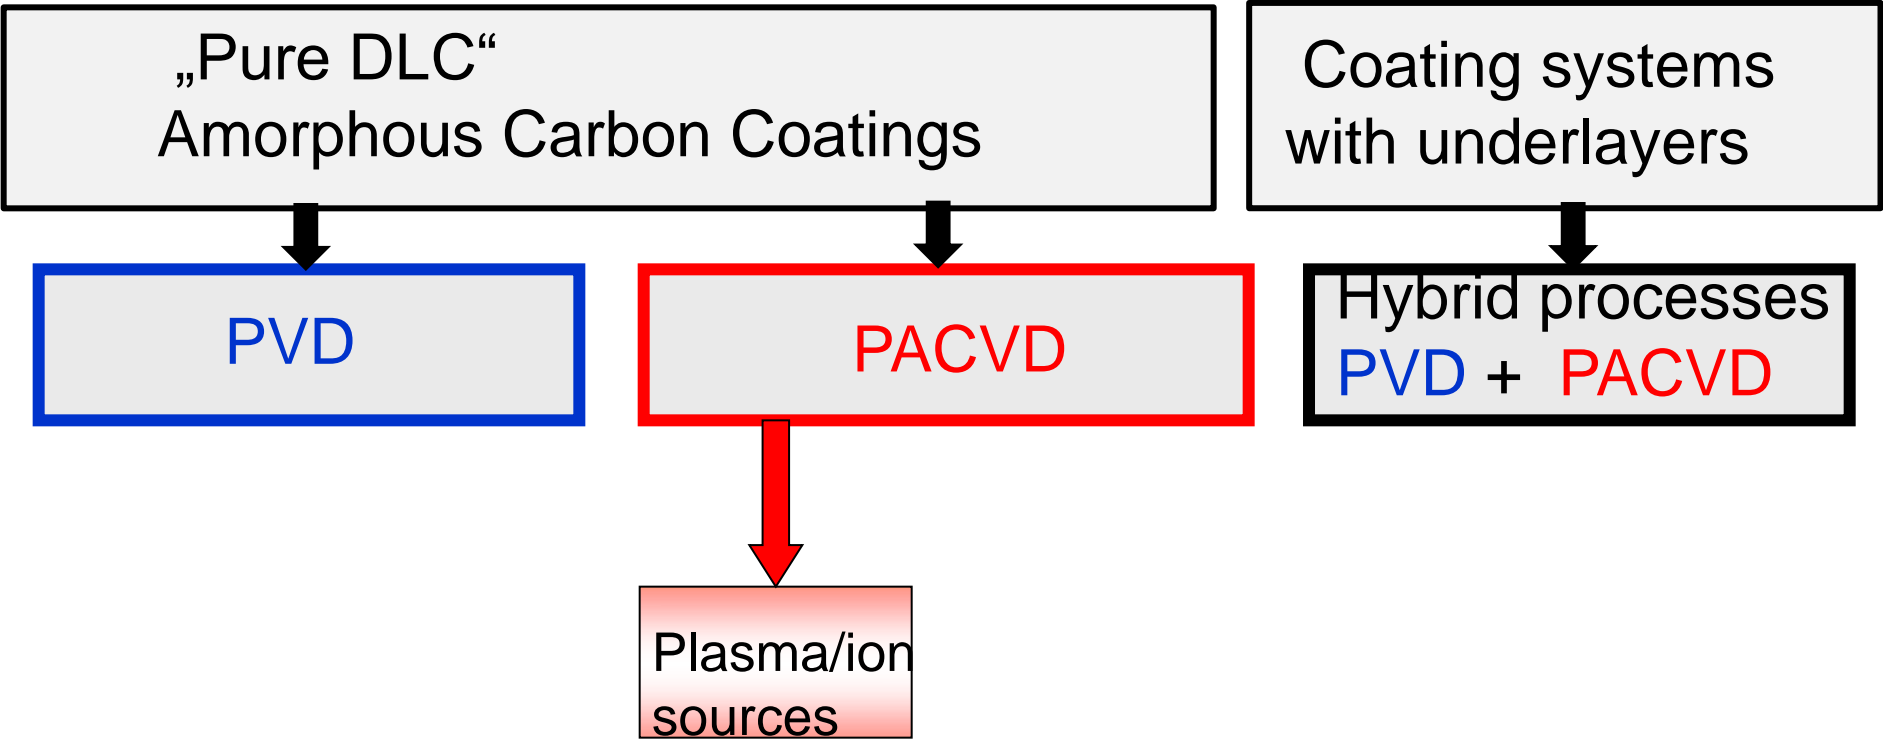 „Pure DLC“
Amorphous Carbon Coatings
Coating systems
with underlayers
PVD
PACVD
Hybrid processes
PVD + PACVD
Plasma/ion
sources